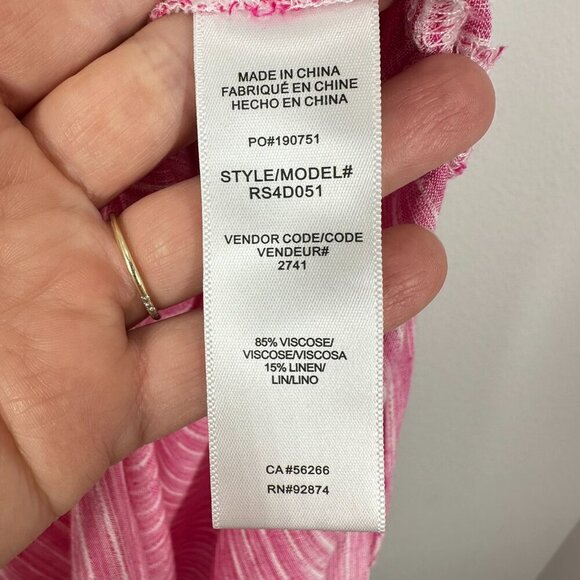 MADE IN CHINA
FABRIQUÉ EN CHINE
HECHO EN CHINA
PO#190751
STYLE/MODEL#
RS4D051
VENDOR CODE/CODE
VENDEUR#
2741
85% VISCOSE/
VISCOSE/VISCOSA
15% LINEN/
LIN/LINO
CA#56266
RN#92874